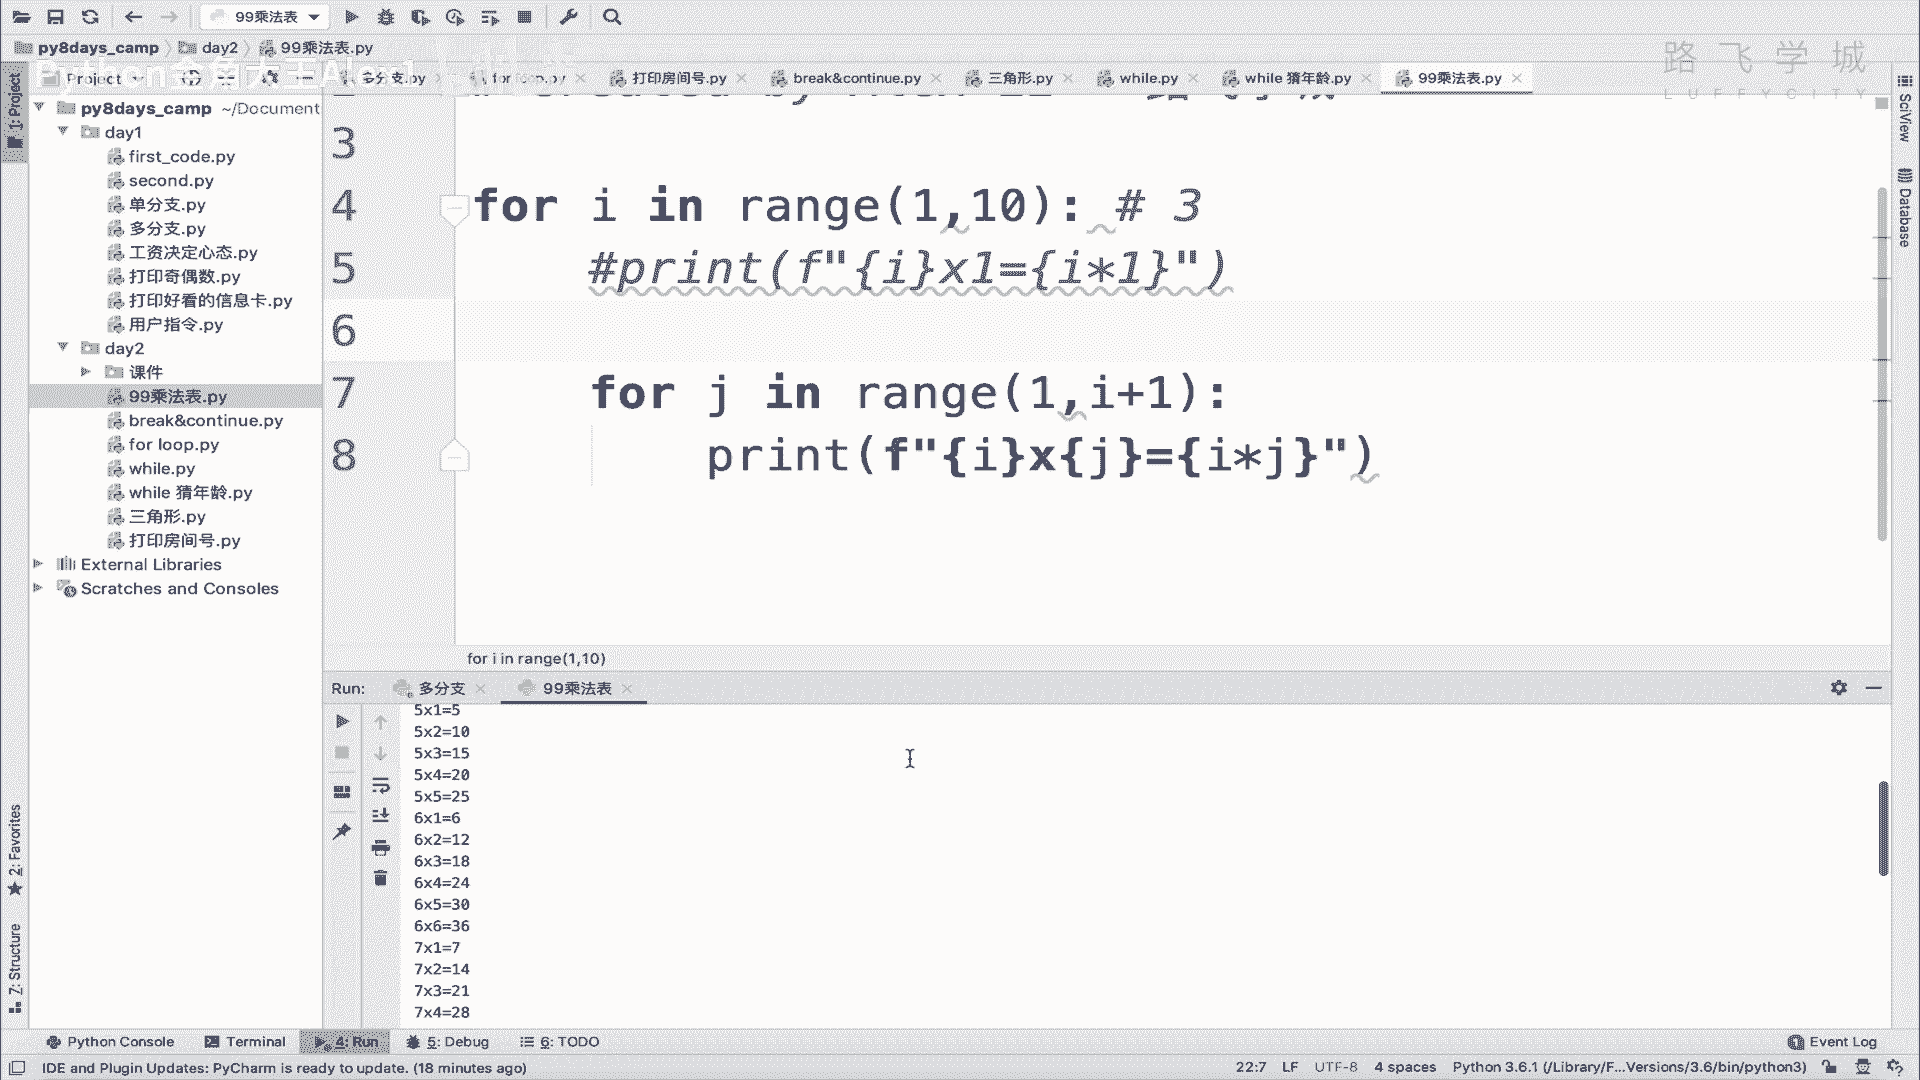 99乘法表
py8days_camp day2 99乘法表.py
Python金角大王Alex1
路飞学城
LUFFYCITY
Project
多分支.py for loop.py 打印房间号.py break&continue.py 三角形.py while.py while 猜年龄.py 99乘法表.py
1: Project
SciView
Database
py8days_camp ~/Document
day1
first_code.py
second.py
单分支.py
多分支.py
工资决定心态.py
打印奇偶数.py
打印好看的信息卡.py
用户指令.py
day2
课件
99乘法表.py
break&continue.py
for loop.py
while.py
while 猜年龄.py
三角形.py
打印房间号.py
External Libraries
Scratches and Consoles
3
4 for i in range(1,10): # 3
5 #print(f"{i}x1={i*1}")
6
7 for j in range(1,i+1):
8 print(f"{i}x{j}={i*j}")
for i in range(1,10)
Run: 多分支 99乘法表
5x1=5
5x2=10
5x3=15
5x4=20
5x5=25
6x1=6
6x2=12
6x3=18
6x4=24
6x5=30
6x6=36
7x1=7
7x2=14
7x3=21
7x4=28
2: Favorites
7: Structure
Python Console Terminal 4: Run 5: Debug 6: TODO Event Log
IDE and Plugin Updates: PyCharm is ready to update. (18 minutes ago) 22:7 LF UTF-8 4 spaces Python 3.6.1 (/Library/F...Versions/3.6/bin/python3)